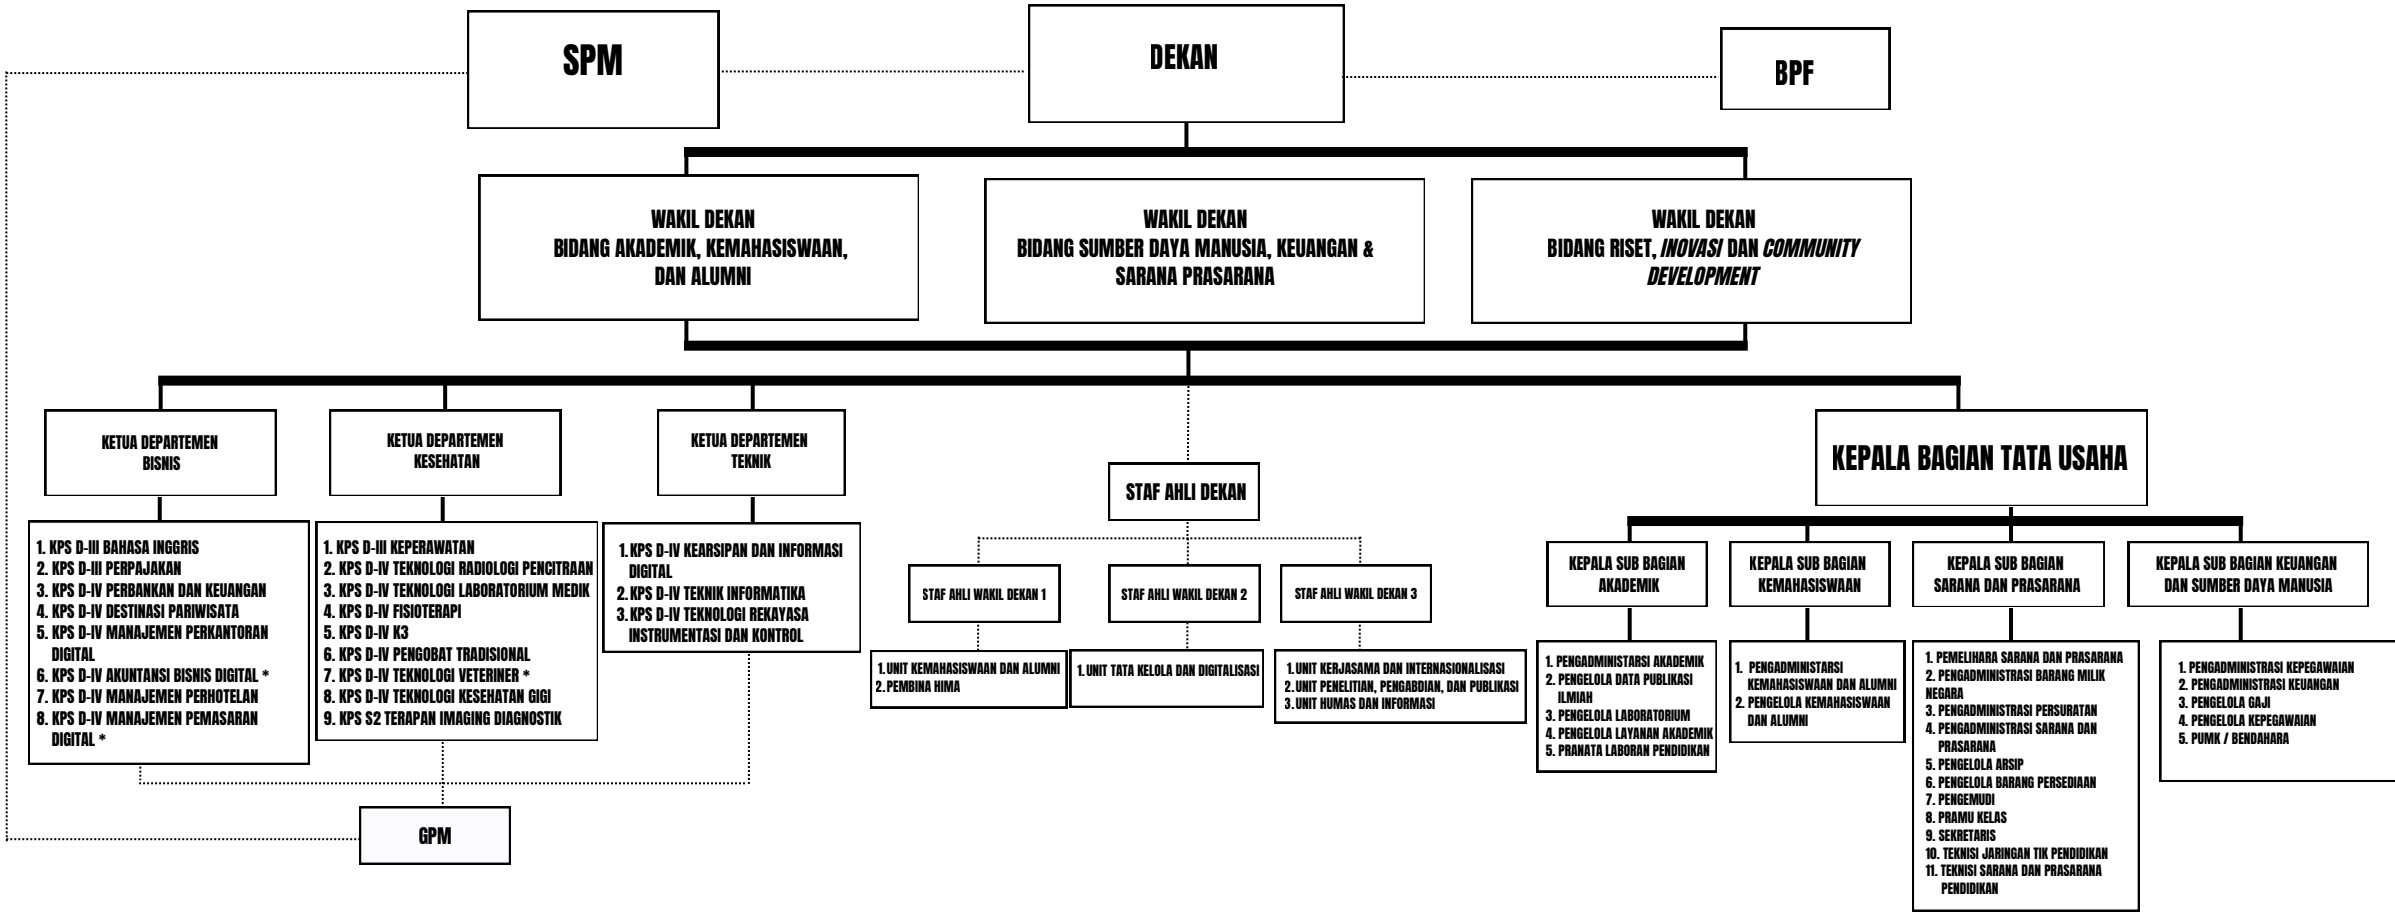 SPM
DEKAN
BPF
WAKIL DEKAN
BIDANG AKADEMIK, KEMAHASISWAAN,
DAN ALUMNI
WAKIL DEKAN
BIDANG SUMBER DAYA MANUSIA, KEUANGAN &
SARANA PRASARANA
WAKIL DEKAN
BIDANG RISET, INOVASI DAN COMMUNITY
DEVELOPMENT
KETUA DEPARTEMEN
BISNIS
KETUA DEPARTEMEN
KESEHATAN
KETUA DEPARTEMEN
TEKNIK
STAF AHLI DEKAN
KEPALA BAGIAN TATA USAHA
1. KPS D-III BAHASA INGGRIS
2. KPS D-III PERPAJAKAN
3. KPS D-IV PERBANKAN DAN KEUANGAN
4. KPS D-IV DESTINASI PARIWISATA
5. KPS D-IV MANAJEMEN PERKANTORAN
DIGITAL
6. KPS D-IV AKUNTANSI BISNIS DIGITAL *
7. KPS D-IV MANAJEMEN PERHOTELAN
8. KPS D-IV MANAJEMEN PEMASARAN
DIGITAL *
1. KPS D-III KEPERAWATAN
2. KPS D-IV TEKNOLOGI RADIOLOGI PENCITRAAN
3. KPS D-IV TEKNOLOGI LABORATORIUM MEDIK
4. KPS D-IV FISIOTERAPI
5. KPS D-IV K3
6. KPS D-IV PENGOBAT TRADISIONAL
7. KPS D-IV TEKNOLOGI VETERINER *
8. KPS D-IV TEKNOLOGI KESEHATAN GIGI
9. KPS S2 TERAPAN IMAGING DIAGNOSTIK
1. KPS D-IV KEARSIPAN DAN INFORMASI
DIGITAL
2. KPS D-IV TEKNIK INFORMATIKA
3. KPS D-IV TEKNOLOGI REKAYASA
INSTRUMENTASI DAN KONTROL
STAF AHLI WAKIL DEKAN 1
STAF AHLI WAKIL DEKAN 2
STAF AHLI WAKIL DEKAN 3
1. UNIT KEMAHASISWAAN DAN ALUMNI
2. PEMBINA HIMA
1. UNIT TATA KELOLA DAN DIGITALISASI
1. UNIT KERJASAMA DAN INTERNASIONALISASI
2. UNIT PENELITIAN, PENGABDIAN, DAN PUBLIKASI
3. UNIT HUMAS DAN INFORMASI
KEPALA SUB BAGIAN
AKADEMIK
KEPALA SUB BAGIAN
KEMAHASISWAAN
KEPALA SUB BAGIAN
SARANA DAN PRASARANA
KEPALA SUB BAGIAN KEUANGAN
DAN SUMBER DAYA MANUSIA
1. PENGADMINISTARSI AKADEMIK
2. PENGELOLA DATA PUBLIKASI
ILMIAH
3. PENGELOLA LABORATORIUM
4. PENGELOLA LAYANAN AKADEMIK
5. PRANATA LABORAN PENDIDIKAN
1. PENGADMINISTARSI
KEMAHASISWAAN DAN ALUMNI
2. PENGELOLA KEMAHASISWAAN
DAN ALUMNI
1. PEMELIHARA SARANA DAN PRASARANA
2. PENGADMINISTRASI BARANG MILIK
NEGARA
3. PENGADMINISTRASI PERSURATAN
4. PENGADMINISTRASI SARANA DAN
PRASARANA
5. PENGELOLA ARSIP
6. PENGELOLA BARANG PERSEDIAAN
7. PENGEMUDI
8. PRAMU KELAS
9. SEKRETARIS
10. TEKNISI JARINGAN TIK PENDIDIKAN
11. TEKNISI SARANA DAN PRASARANA
PENDIDIKAN
1. PENGADMINISTRASI KEPEGAWAIAN
2. PENGADMINISTRASI KEUANGAN
3. PENGELOLA GAJI
4. PENGELOLA KEPEGAWAIAN
5. PUMK / BENDAHARA
GPM